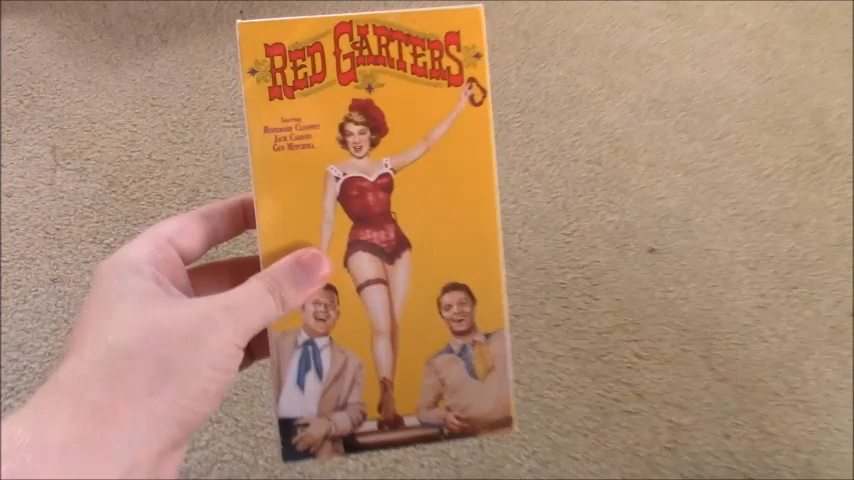 RED GARTERS
Starring
ROSEMARY CLOONEY
JACK CARSON
GUY MITCHELL